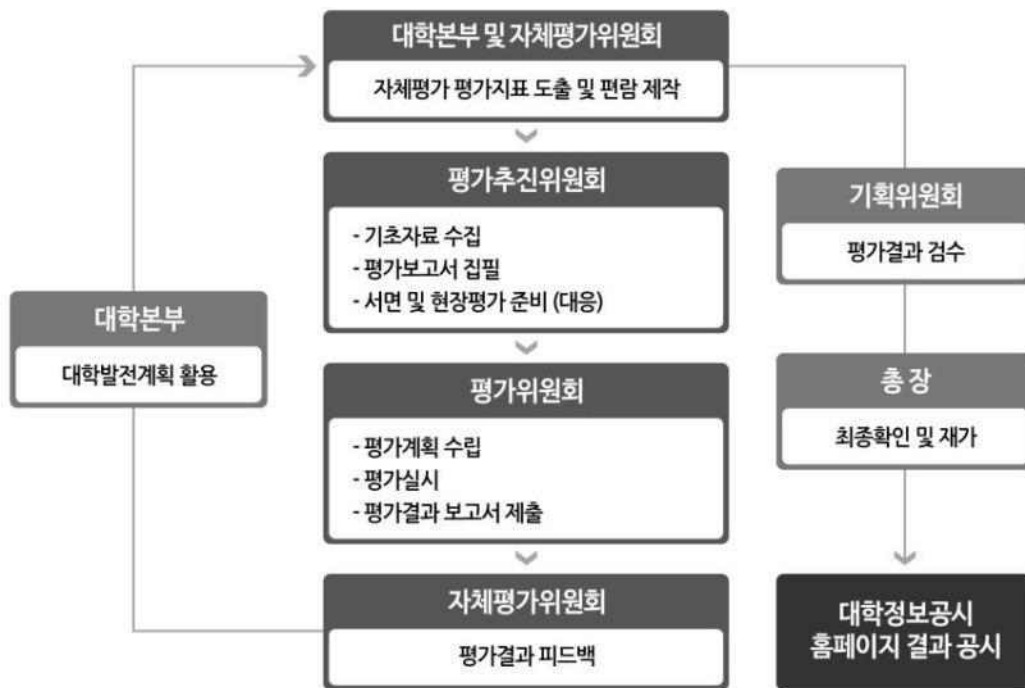 대학본부 및 자체평가위원회
자체평가 평가지표 도출 및 편람 제작
평가추진위원회
- 기초자료 수집
- 평가보고서 집필
- 서면 및 현장평가 준비 (대응)
평가위원회
- 평가계획 수립
- 평가실시
- 평가결과 보고서 제출
자체평가위원회
평가결과 피드백
대학본부
대학발전계획 활용
기획위원회
평가결과 검수
총 장
최종확인 및 재가
대학정보공시
홈페이지 결과 공시